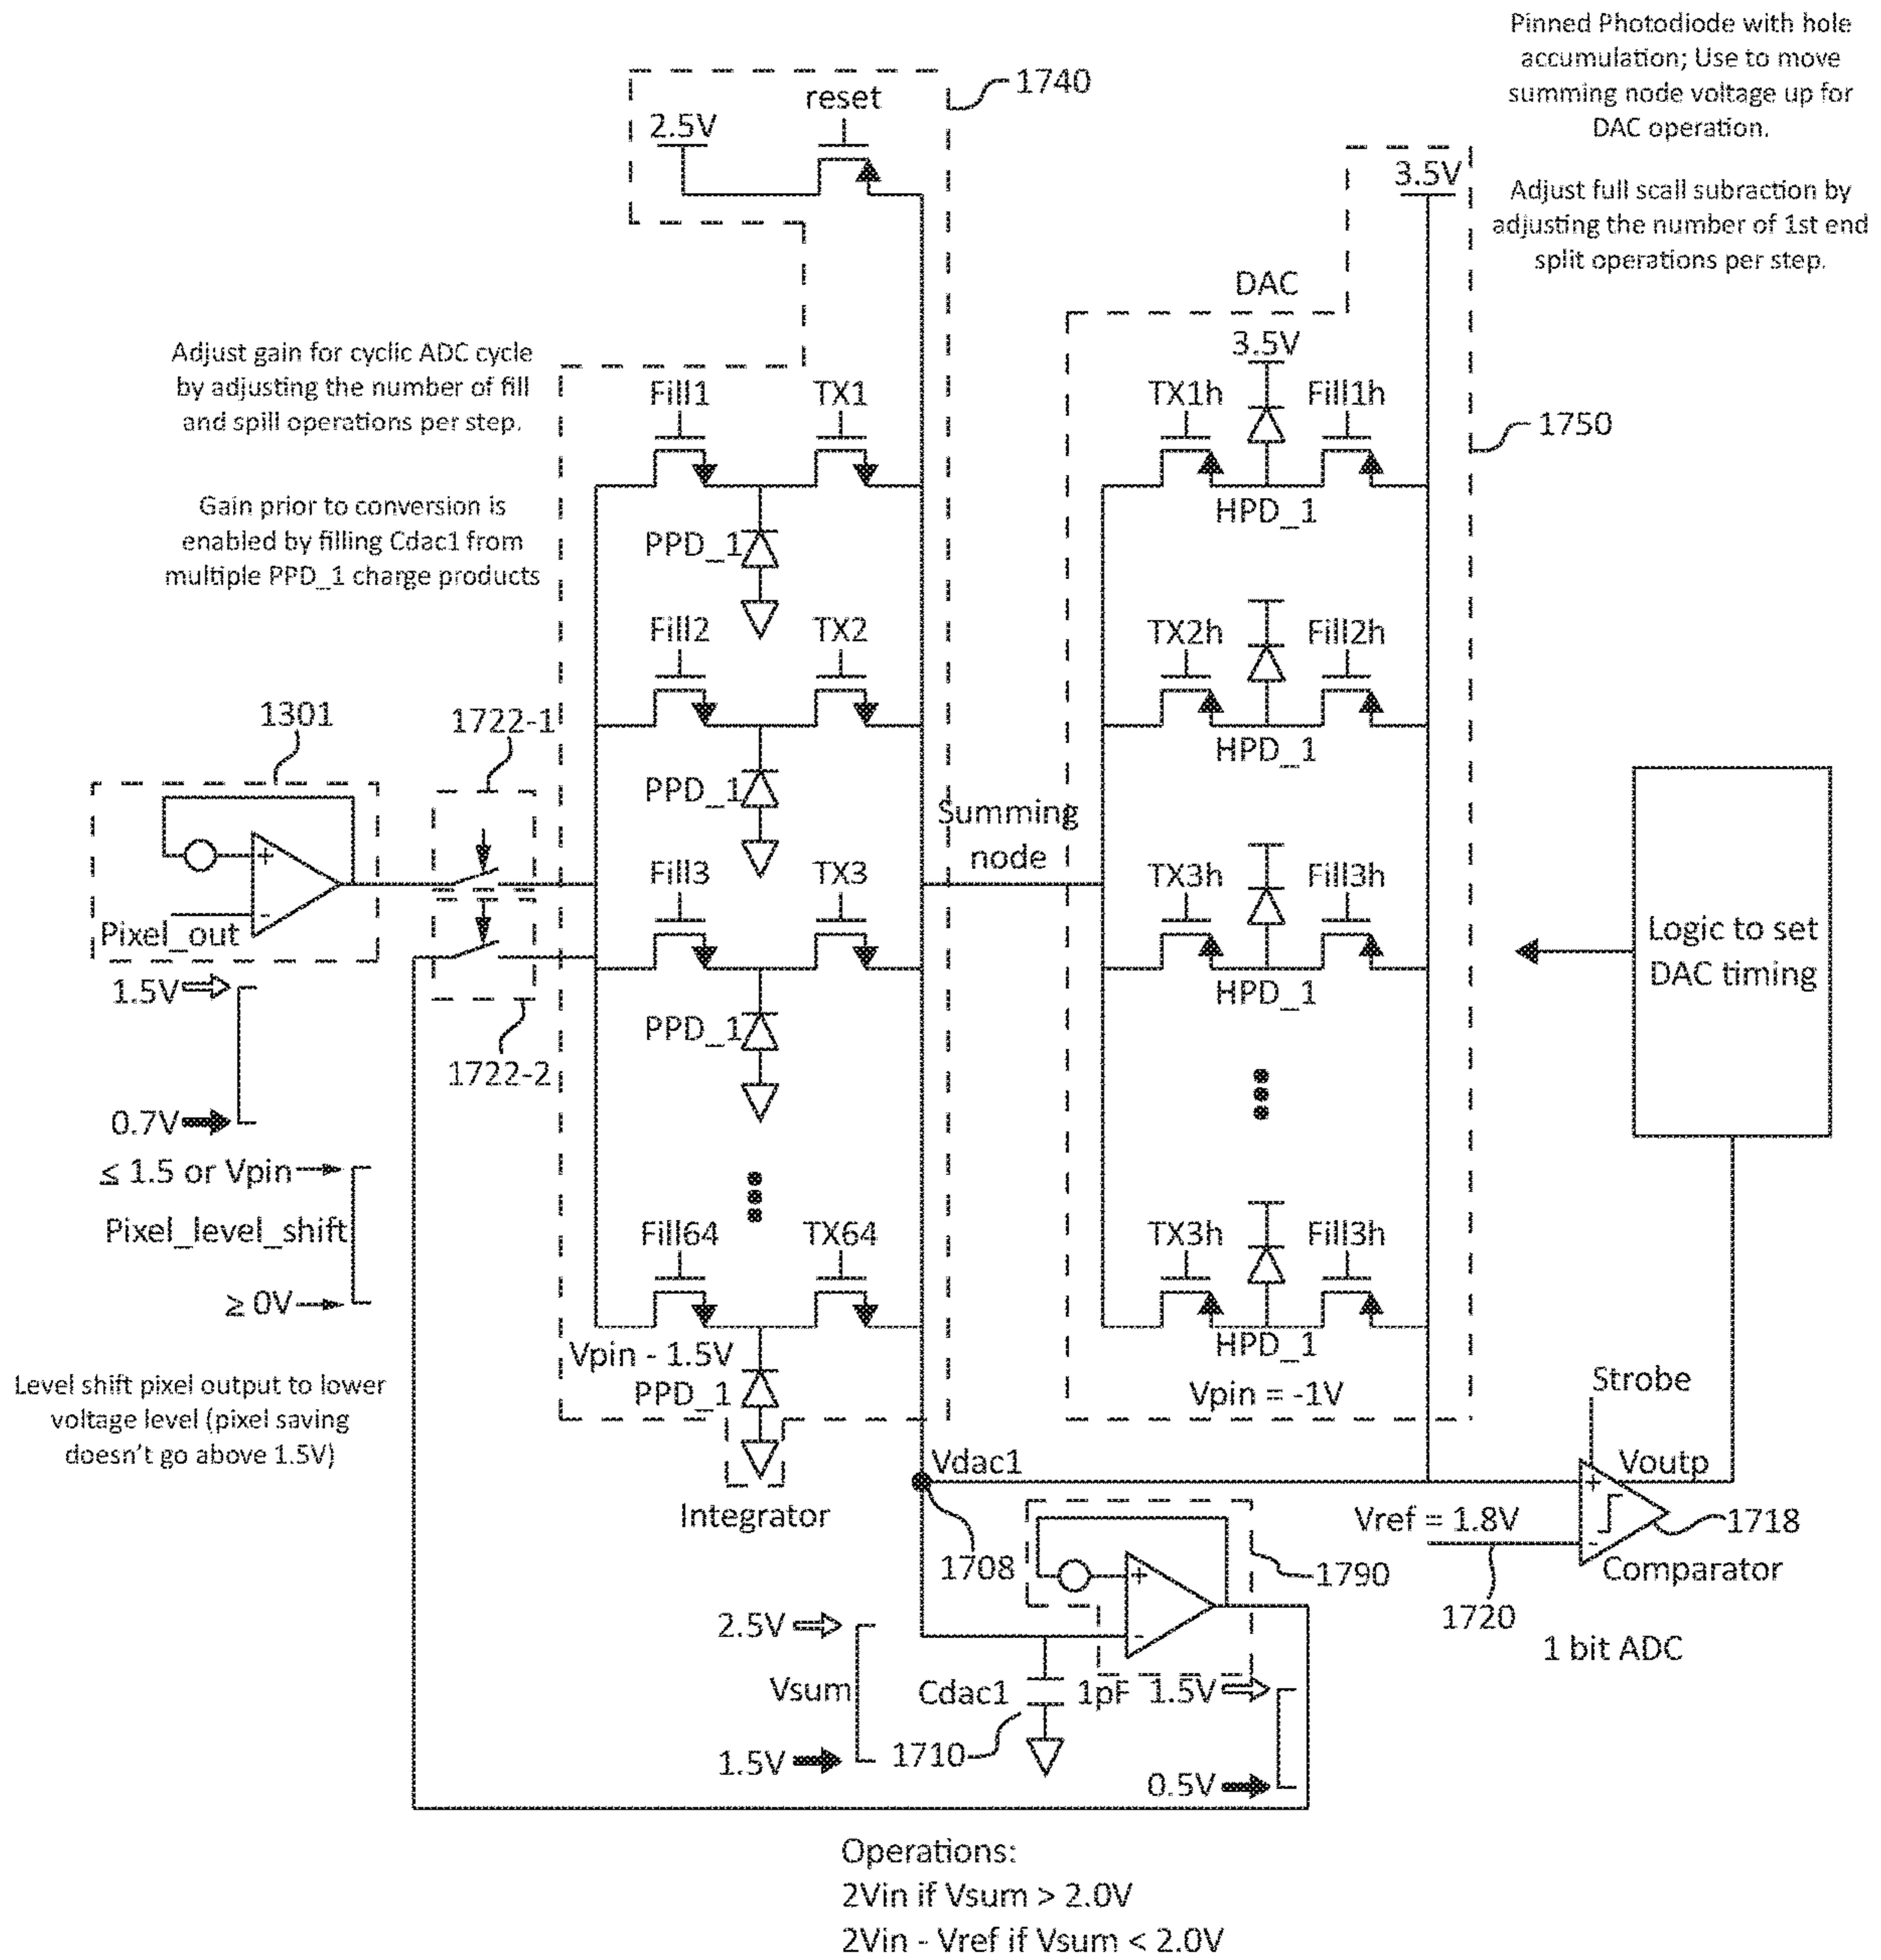 Pinned Photodiode with hole
accumulation; Use to move
summing node voltage up for
DAC operation.
Adjust full scall subraction by
adjusting the number of 1st end
split operations per step.
1740
reset
2.5V
3.5V
DAC
3.5V
1750
Adjust gain for cyclic ADC cycle
by adjusting the number of fill
and spill operations per step.
Gain prior to conversion is
enabled by filling Cdac1 from
multiple PPD_1 charge products
Fill1
TX1
TX1h
Fill1h
PPD_1
HPD_1
Fill2
TX2
TX2h
Fill2h
PPD_1
HPD_1
1301
1722-1
Summing
node
Fill3
TX3
TX3h
Fill3h
PPD_1
HPD_1
+
-
Pixel_out
1722-2
1.5V
0.7V
≤ 1.5 or Vpin
Pixel_level_shift
≥ 0V
Level shift pixel output to lower
voltage level (pixel saving
doesn't go above 1.5V)
Logic to set
DAC timing
Fill64
TX64
TX3h
Fill3h
Vpin - 1.5V
PPD_1
HPD_1
Vpin = -1V
Integrator
Vdac1
1708
Strobe
Voutp
+
-
Vref = 1.8V
1718
Comparator
1720
1 bit ADC
1790
+
-
2.5V
Vsum
1.5V
Cdac1
1pF
1710
1.5V
0.5V
Operations:
2Vin if Vsum > 2.0V
2Vin - Vref if Vsum < 2.0V